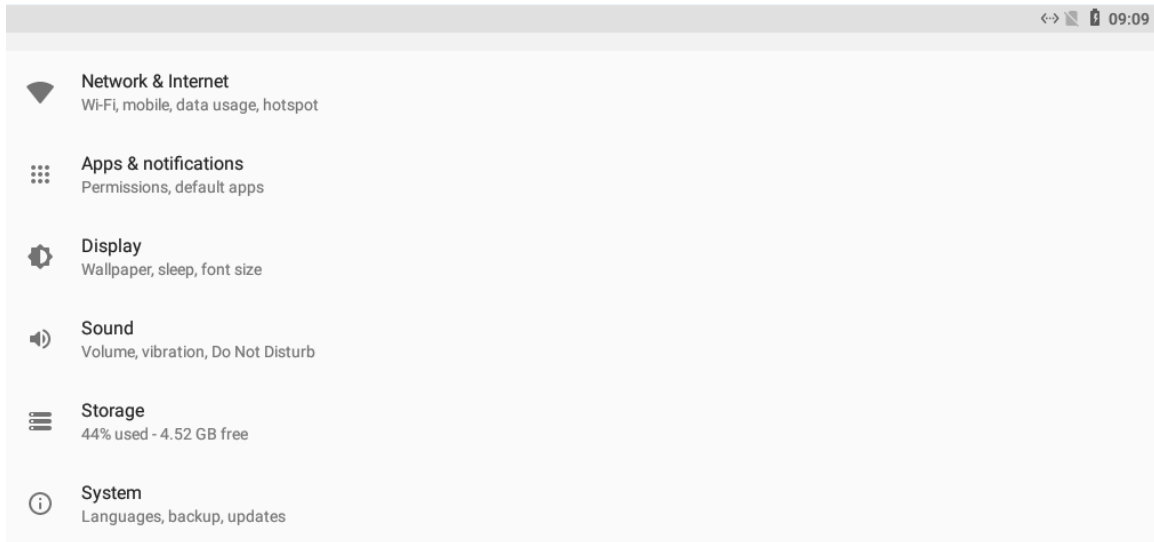 09:09
Network & Internet
Wi-Fi, mobile, data usage, hotspot
Apps & notifications
Permissions, default apps
Display
Wallpaper, sleep, font size
Sound
Volume, vibration, Do Not Disturb
Storage
44% used - 4.52 GB free
System
Languages, backup, updates